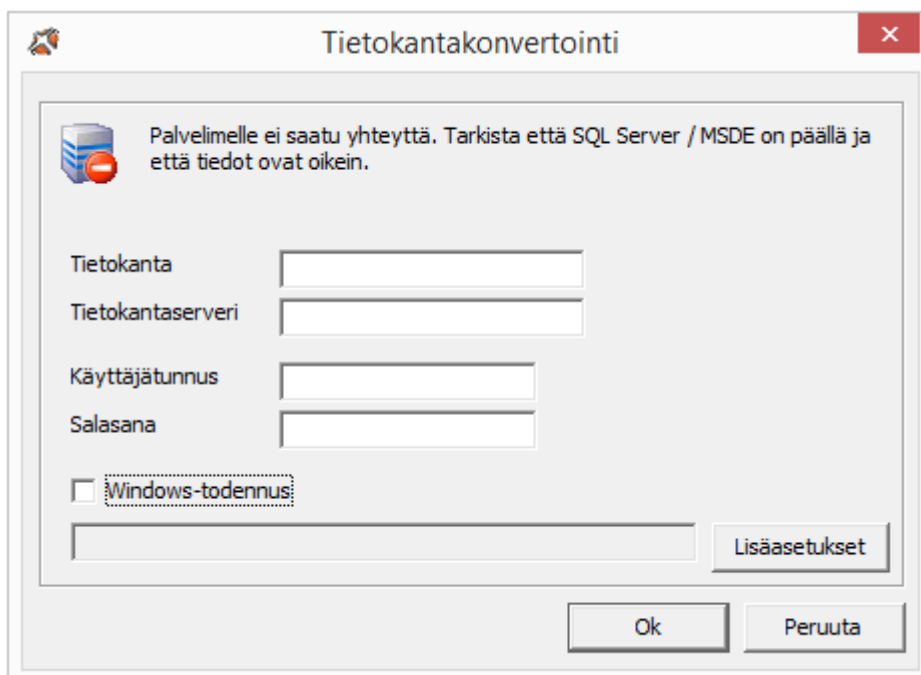 Tietokantakonvertointi
Palvelimelle ei saatu yhteyttä. Tarkista että SQL Server / MSDE on päällä ja
että tiedot ovat oikein.
Tietokanta
Tietokantaserveri
Käyttäjätunnus
Salasana
Windows-todennus
Lisäasetukset
Ok
Peruuta